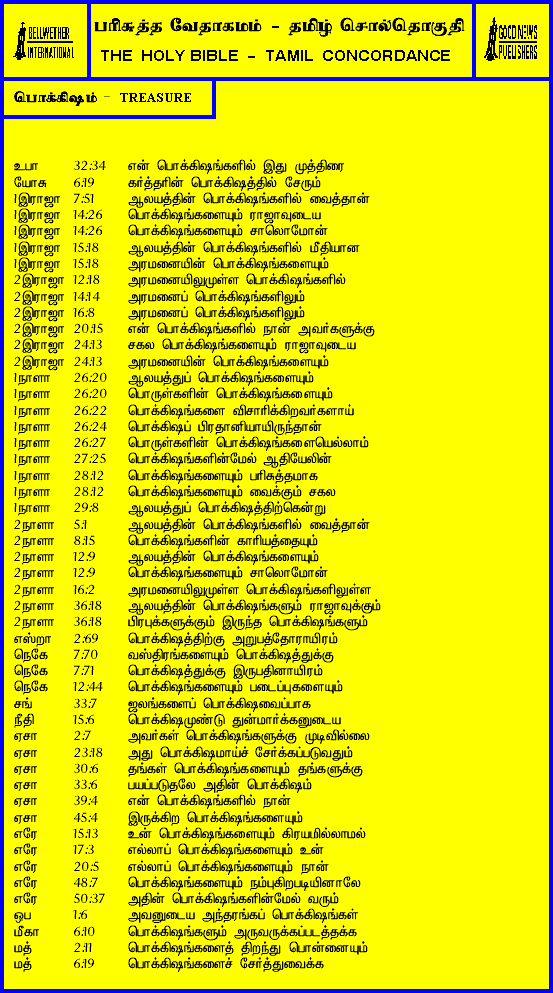 BELLWETHER
INTERNATIONAL
பரிசுத்த வேதாகமம் - தமிழ் சொல்தொகுதி
THE HOLY BIBLE - TAMIL CONCORDANCE
GOOD NEWS
PUBLISHERS
பொக்கிஷம் - TREASURE
உபா 32:34 என் பொக்கிஷங்களில் இது முத்திரை
யோசு 6:19 கர்த்தரின் பொக்கிஷத்தில் சேரும்
1இராஜா 7:51 ஆலயத்தின் பொக்கிஷங்களில் வைத்தான்
1இராஜா 14:26 பொக்கிஷங்களையும் ராஜாவுடைய
1இராஜா 14:26 பொக்கிஷங்களையும் சாலொமோன்
1இராஜா 15:18 ஆலயத்தின் பொக்கிஷங்களில் மீதியான
1இராஜா 15:18 அரமனையின் பொக்கிஷங்களையும்
2இராஜா 12:18 அரமனையிலுமுள்ள பொக்கிஷங்களில்
2இராஜா 14:14 அரமனைப் பொக்கிஷங்களிலும்
2இராஜா 16:8 அரமனைப் பொக்கிஷங்களிலும்
2இராஜா 20:15 என் பொக்கிஷங்களில் நான் அவர்களுக்கு
2இராஜா 24:13 சகல பொக்கிஷங்களையும் ராஜாவுடைய
2இராஜா 24:13 அரமனையின் பொக்கிஷங்களையும்
1நாளா 26:20 ஆலயத்துப் பொக்கிஷங்களையும்
1நாளா 26:20 பொருள்களின் பொக்கிஷங்களையும்
1நாளா 26:22 பொக்கிஷங்களை விசாரிக்கிறவர்களாய்
1நாளா 26:24 பொக்கிஷப் பிரதானியாயிருந்தான்
1நாளா 26:27 பொருள்களின் பொக்கிஷங்களையெல்லாம்
1நாளா 27:25 பொக்கிஷங்களின்மேல் ஆதியேலின்
1நாளா 28:12 பொக்கிஷங்களையும் பரிசுத்தமாக
1நாளா 28:12 பொக்கிஷங்களையும் வைக்கும் சகல
1நாளா 29:8 ஆலயத்துப் பொக்கிஷத்திற்கென்று
2நாளா 5:1 ஆலயத்தின் பொக்கிஷங்களில் வைத்தான்
2நாளா 8:15 பொக்கிஷங்களின் காரியத்தையும்
2நாளா 12:9 ஆலயத்தின் பொக்கிஷங்களையும்
2நாளா 12:9 பொக்கிஷங்களையும் சாலொமோன்
2நாளா 16:2 அரமனையிலுமுள்ள பொக்கிஷங்களிலுள்ள
2நாளா 36:18 ஆலயத்தின் பொக்கிஷங்களும் ராஜாவுக்கும்
2நாளா 36:18 பிரபுக்களுக்கும் இருந்த பொக்கிஷங்களும்
எஸ்றா 2:69 பொக்கிஷத்திற்கு அறுபத்தோராயிரம்
நெகே 7:70 வஸ்திரங்களையும் பொக்கிஷத்துக்கு
நெகே 7:71 பொக்கிஷத்துக்கு இருபதினாயிரம்
நெகே 12:44 பொக்கிஷங்களையும் படைப்புகளையும்
சங் 33:7 ஜலங்களைப் பொக்கிஷவைப்பாக
நீதி 15:6 பொக்கிஷமுண்டு துன்மார்க்கனுடைய
ஏசா 2:7 அவர்கள் பொக்கிஷங்களுக்கு முடிவில்லை
ஏசா 23:18 அது பொக்கிஷமாய்ச் சேர்க்கப்படுவதும்
ஏசா 30:6 தங்கள் பொக்கிஷங்களையும் தங்களுக்கு
ஏசா 33:6 பயப்படுதலே அதின் பொக்கிஷம்
ஏசா 39:4 என் பொக்கிஷங்களில் நான்
ஏசா 45:4 இருக்கிற பொக்கிஷங்களையும்
எரே 15:13 உன் பொக்கிஷங்களையும் கிரயமில்லாமல்
எரே 17:3 எல்லாப் பொக்கிஷங்களையும் உன்
எரே 20:5 எல்லாப் பொக்கிஷங்களையும் நான்
எரே 48:7 பொக்கிஷங்களையும் நம்புகிறபடியினாலே
எரே 50:37 அதின் பொக்கிஷங்களின்மேல் வரும்
ஒப 1:6 அவனுடைய அந்தரங்கப் பொக்கிஷங்கள்
மீகா 6:10 பொக்கிஷங்களும் அருவருக்கப்படத்தக்க
மத் 2:11 பொக்கிஷங்களைத் திறந்து பொன்னையும்
மத் 6:19 பொக்கிஷங்களைச் சேர்த்துவைக்க